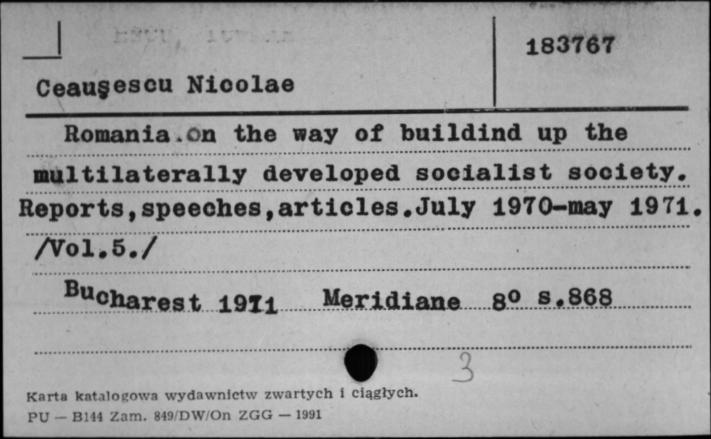 183767
Ceauşescu Nicolae
Romania.on the way of buildind up the
multilaterally developed socialist society.
Reports,speeches,articles.July 1970-may 1971.
/Vol.5./
Bucharest 1971 Meridiane 8o s.868
3
Karta katalogowa wydawnictw zwartych i ciągłych.
PU — B144 Zam. 849/DW/On ZGG — 1991